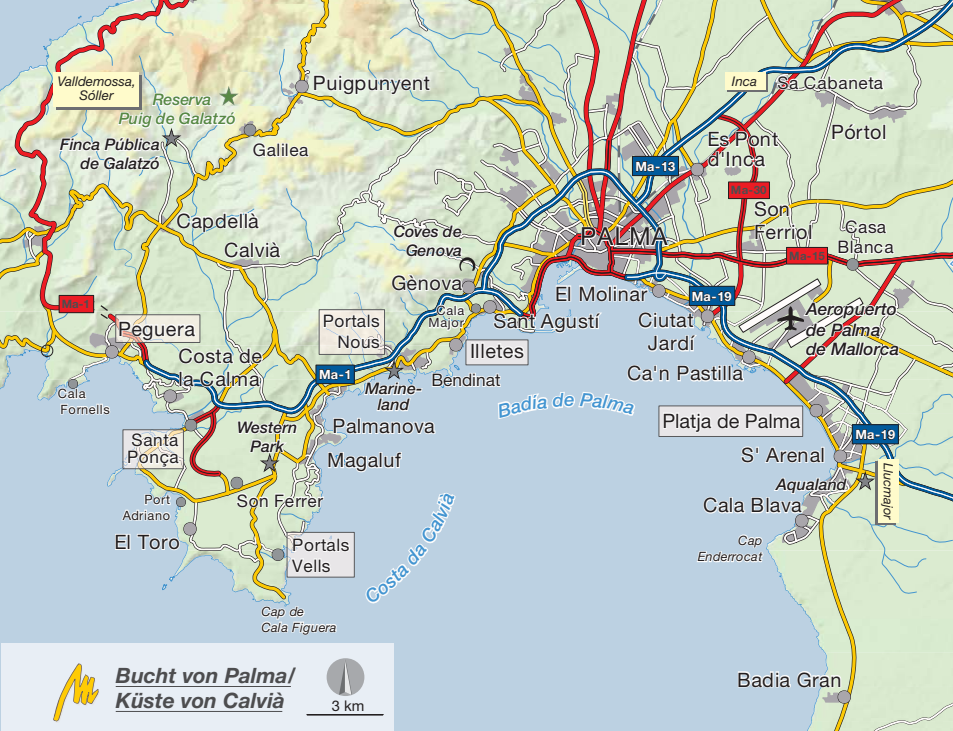 Valldemossa,
Sóller
Reserva
Puig de Galatzó
Puigpunyent
Inca
Sa Cabaneta
Finca Pública
de Galatzó
Galilea
Es Pont
d'Inca
Pòrtol
Ma-13
Ma-30
Capdellà
Calvià
Coves de
Genova
PALMA
Son
Ferriol
Casa
Blanca
Ma-15
Gènova
Ma-1
Cala
Major
Sant Agustí
El Molinar
Ma-19
Ciutat
Jardí
Aeropuerto
de Palma
de Mallorca
Peguera
Portals
Nous
Illetes
Costa de
la Calma
Ma-1
Marine-
land
Bendinat
Ca'n Pastilla
Cala
Fornells
Badía de Palma
Platja de Palma
Santa
Ponça
Western
Park
Palmanova
Magaluf
Ma-19
S' Arenal
Aqualand
Llucmajor
Port
Adriano
Son Ferrer
Cala Blava
El Toro
Portals
Vells
Costa da Calvià
Cap
Enderrocat
Cap de
Cala Figuera
Bucht von Palma/
Küste von Calvià
3 km
Badia Gran